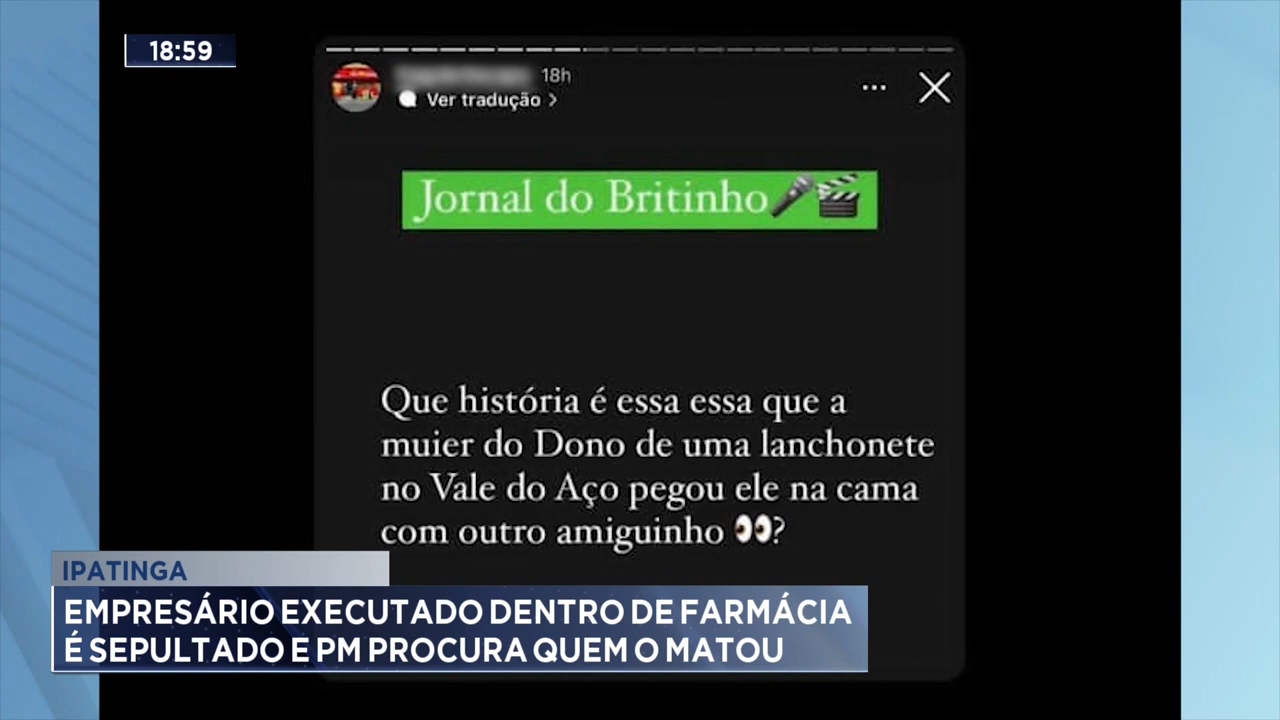 18:59
18h
Ver tradução >
Jornal do Britinho🎤🎬
Que história é essa essa que a
muier do Dono de uma lanchonete
no Vale do Aço pegou ele na cama
com outro amiguinho 👀?
IPATINGA
EMPRESÁRIO EXECUTADO DENTRO DE FARMÁCIA
É SEPULTADO E PM PROCURA QUEM O MATOU